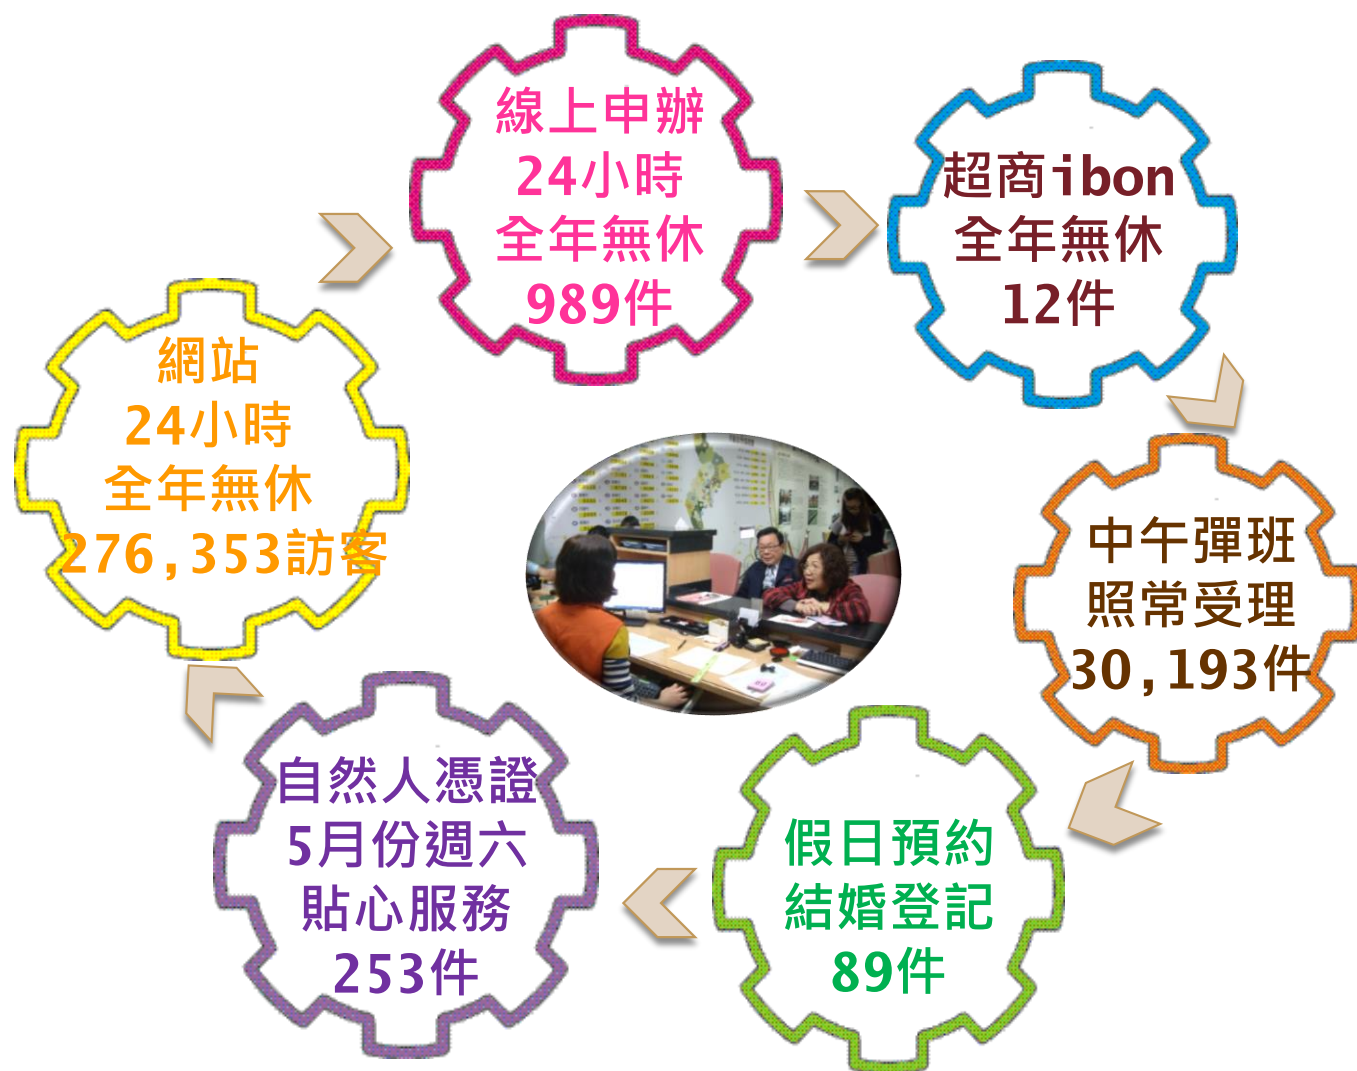 線上申辦
24小時
全年無休
989件
超商ibon
全年無休
12件
網站
24小時
全年無休
276,353訪客
中午彈班
照常受理
30,193件
自然人憑證
5月份週六
貼心服務
253件
假日預約
結婚登記
89件